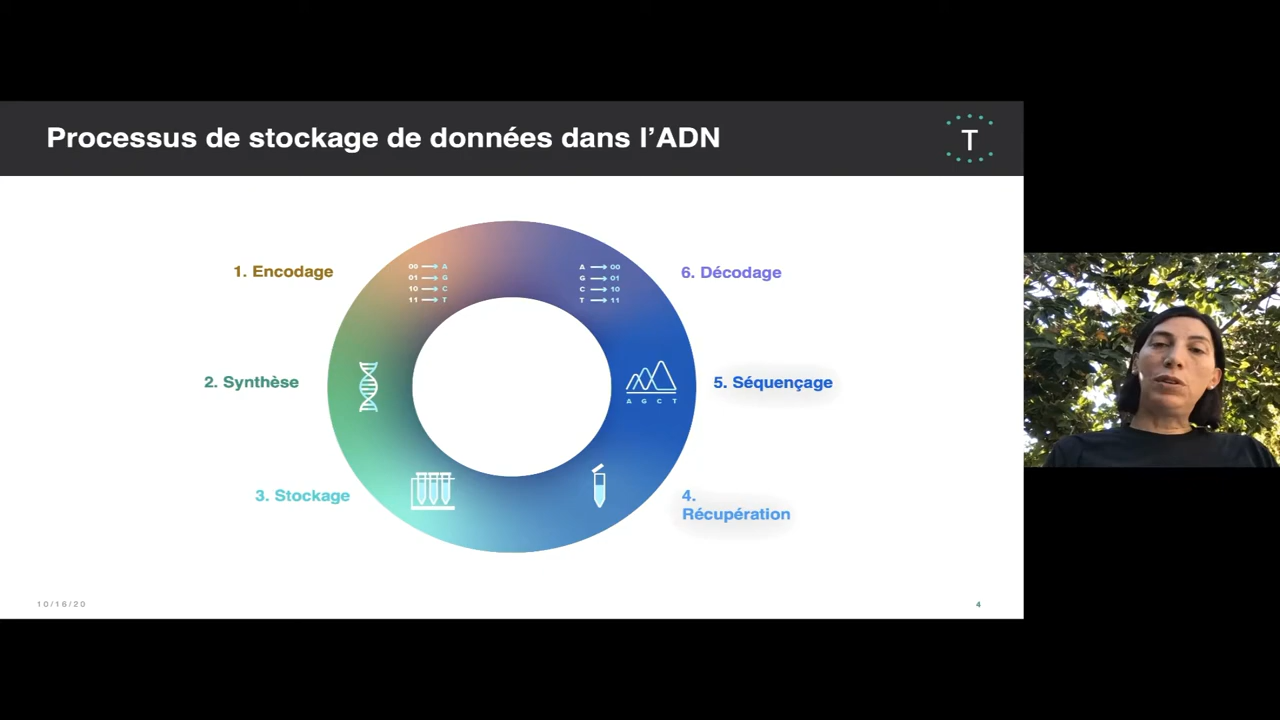 Processus de stockage de données dans l'ADN
T
1. Encodage
00 → A
01 → G
10 → C
11 → T
A → 00
G → 01
C → 10
T → 11
6. Décodage
2. Synthèse
A G C T
5. Séquençage
3. Stockage
4.
Récupération
10/16/20
4